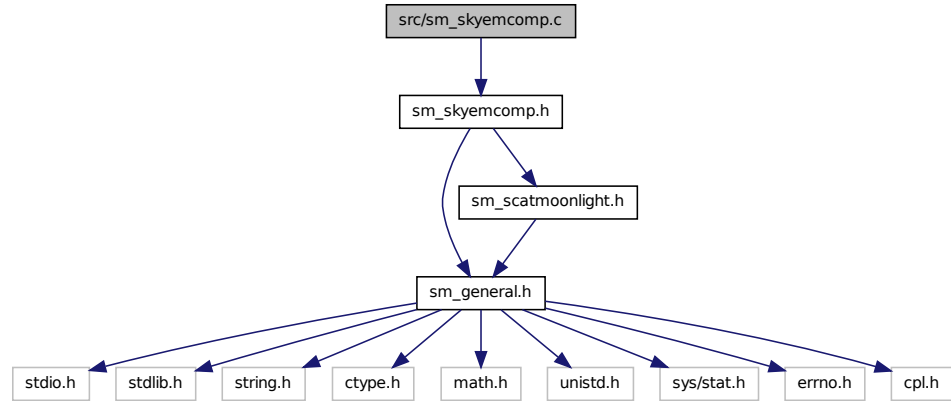 src/sm_skyemcomp.c
sm_skyemcomp.h
sm_scatmoonlight.h
sm_general.h
stdio.h
stdlib.h
string.h
ctype.h
math.h
unistd.h
sys/stat.h
errno.h
cpl.h